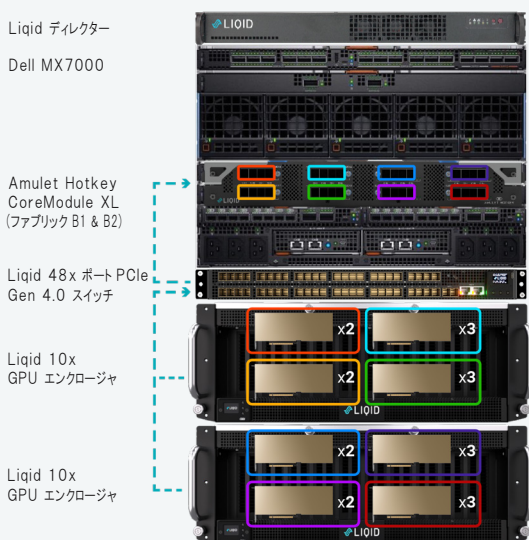 Liqid ディレクター
LIQID
Dell MX7000
Amulet Hotkey
CoreModule XL
(ファブリック B1 & B2)
LIQID
Liqid 48x ポート PCIe
Gen 4.0 スイッチ
Liqid 10x
GPU エンクロージャ
x2
x3
x2
x3
LIQID
Liqid 10x
GPU エンクロージャ
x2
x3
x2
x3
LIQID